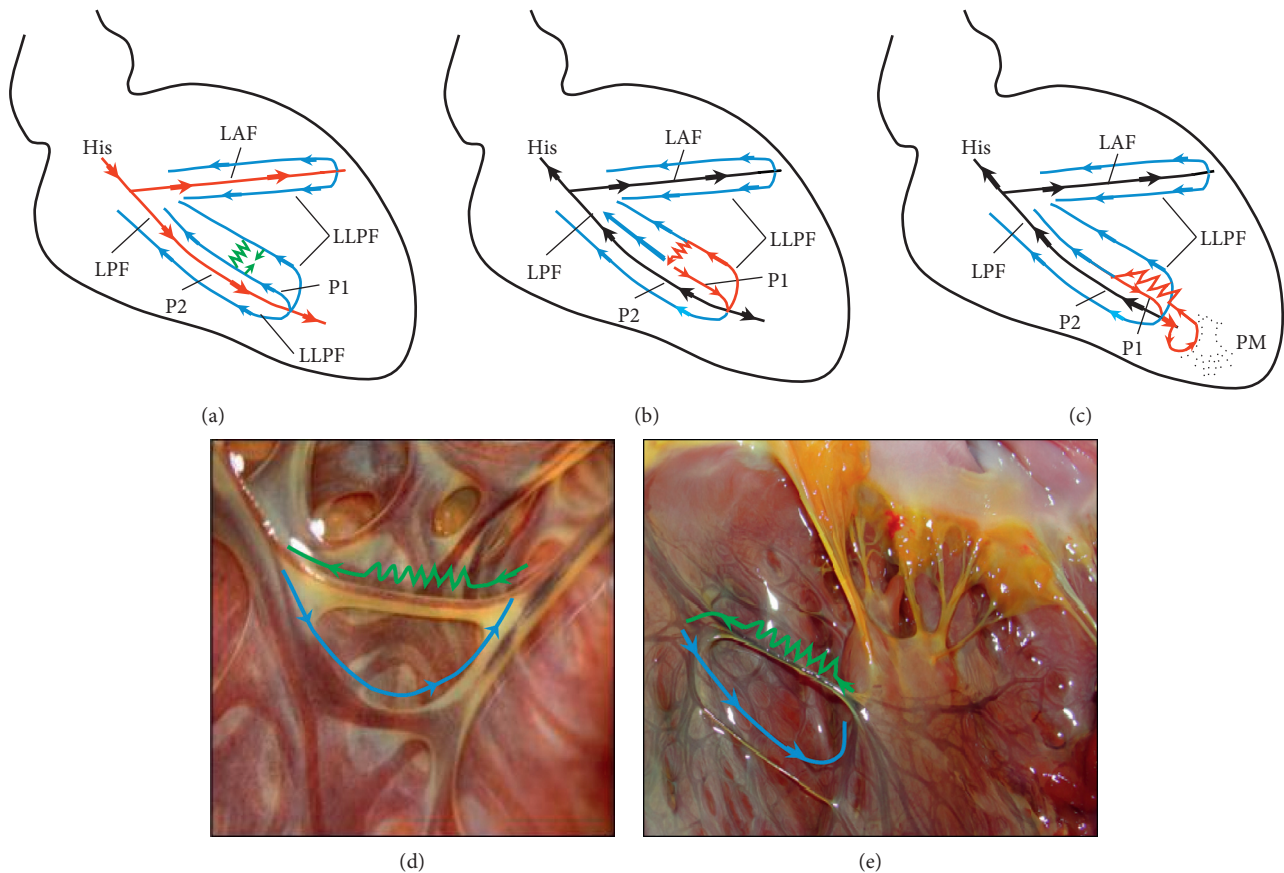 His
LAF
LLPF
LPF
P2
P1
LLPF
(a)
His
LAF
LLPF
LPF
P2
P1
(b)
His
LAF
LLPF
LPF
P2
P1
PM
(c)
(d)
(e)